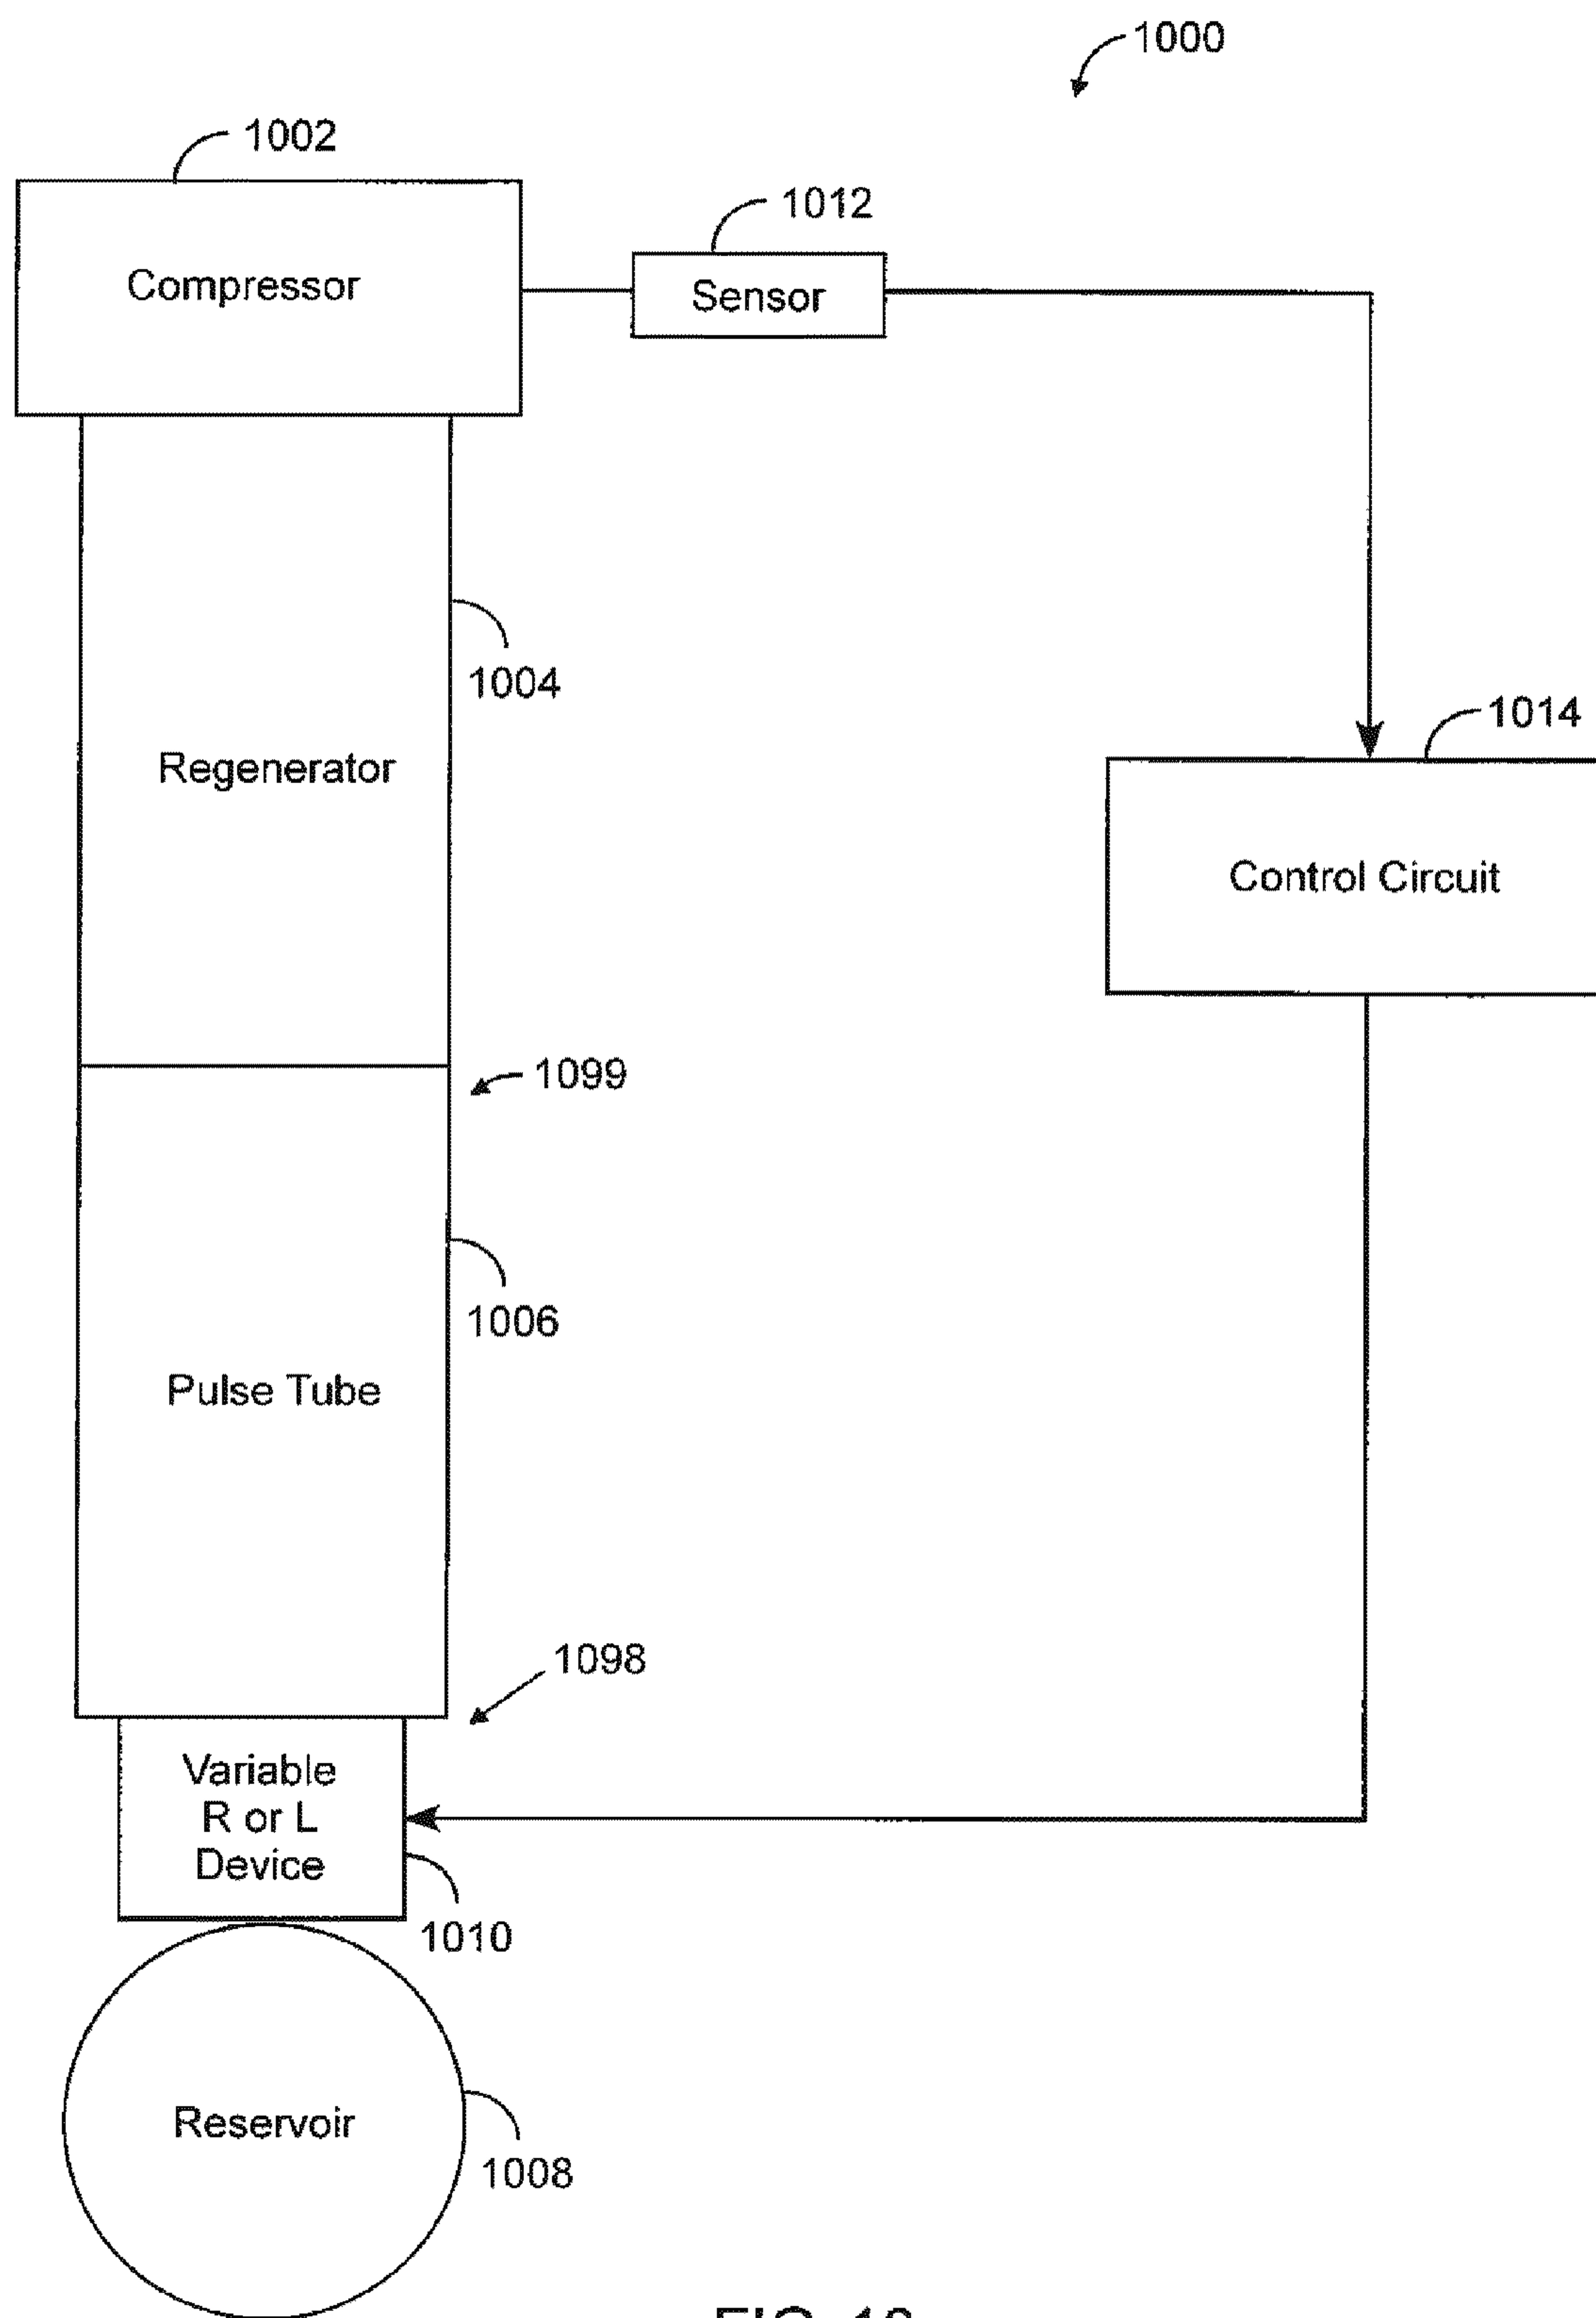 1000
1002
1012
Compressor
Sensor
1004
1014
Regenerator
Control Circuit
1099
1006
Pulse Tube
1098
Variable
R or L
Device
1010
Reservoir
1008